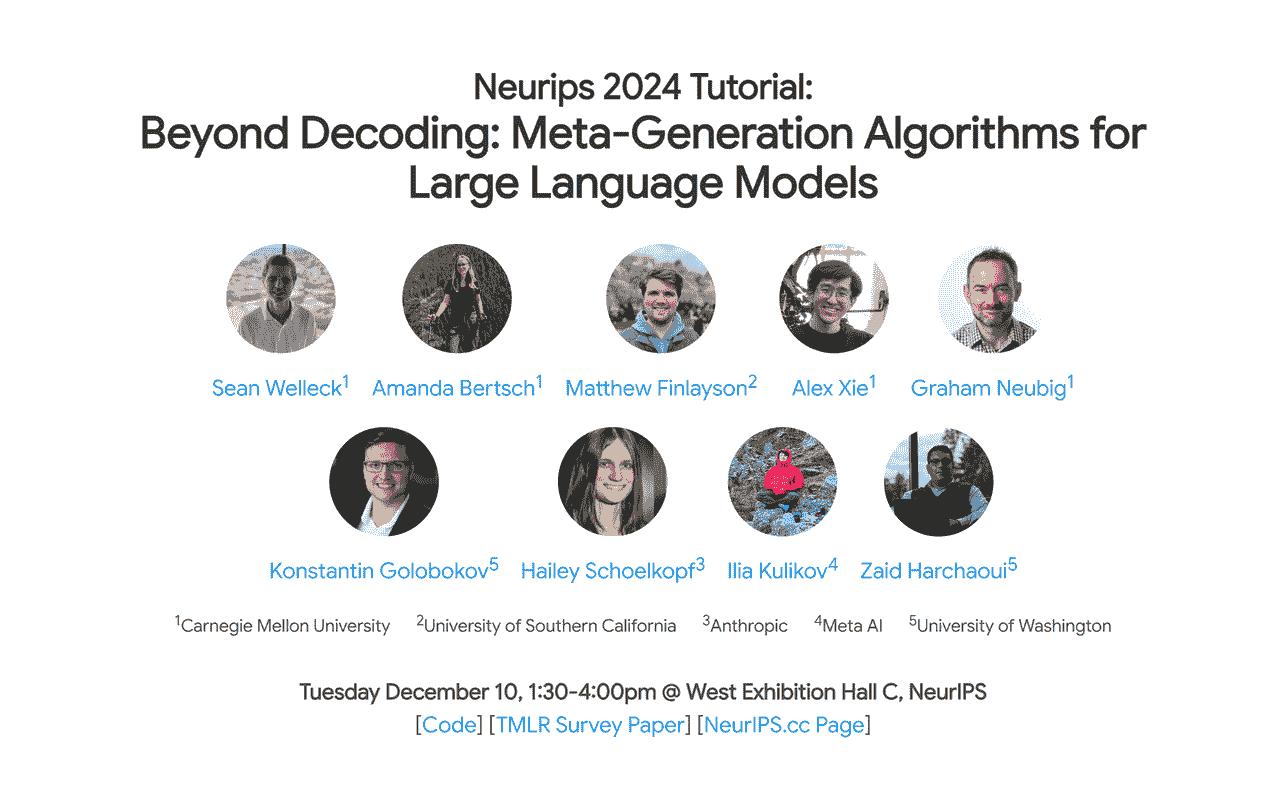 Neurips 2024 Tutorial:
Beyond Decoding: Meta-Generation Algorithms for
Large Language Models
Sean Welleck1 Amanda Bertsch1 Matthew Finlayson2 Alex Xie1 Graham Neubig1
Konstantin Golobokov5 Hailey Schoelkopf3 Ilia Kulikov4 Zaid Harchaoui5
1Carnegie Mellon University 2University of Southern California 3Anthropic 4Meta AI 5University of Washington
Tuesday December 10, 1:30-4:00pm @ West Exhibition Hall C, NeurIPS
[Code] [TMLR Survey Paper] [NeurIPS.cc Page]